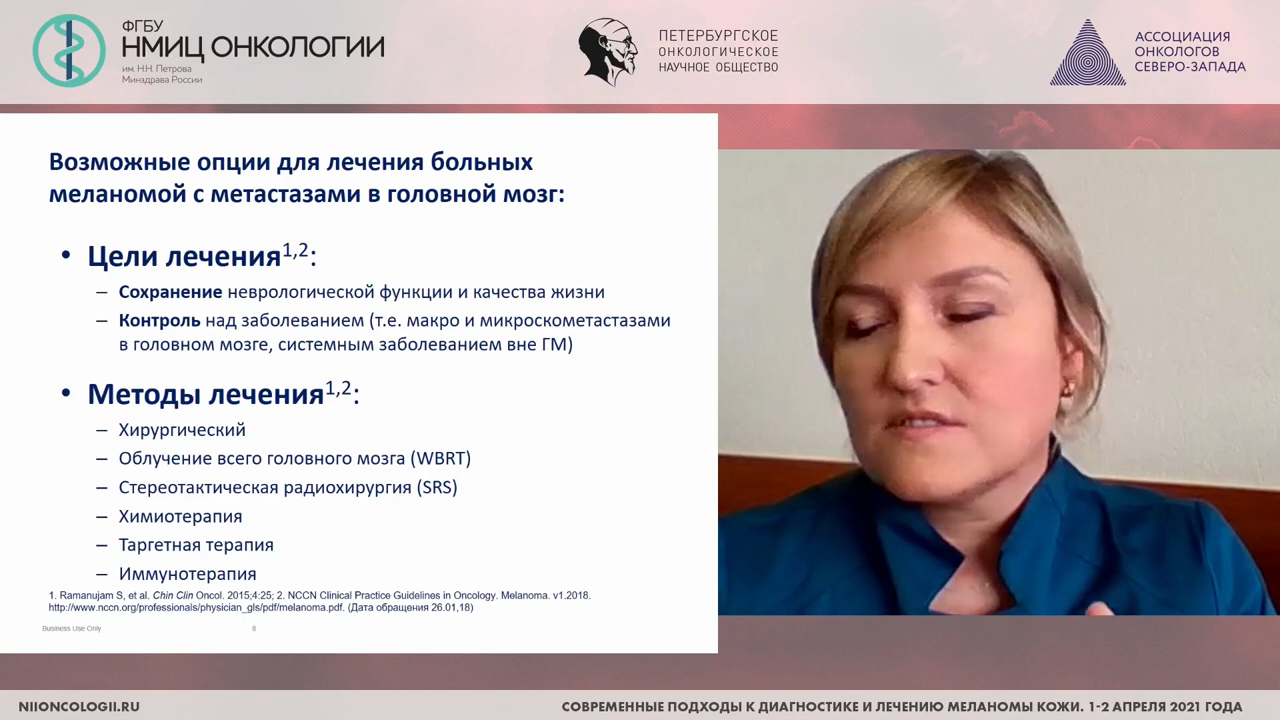 ФГБУ
НМИЦ ОНКОЛОГИИ
им. Н.Н. Петрова
Минздрава России
ПЕТЕРБУРГСКОЕ
ОНКОЛОГИЧЕСКОЕ
НАУЧНОЕ ОБЩЕСТВО
АССОЦИАЦИЯ
ОНКОЛОГОВ
СЕВЕРО-ЗАПАДА
Возможные опции для лечения больных
меланомой с метастазами в головной мозг:
• Цели лечения1,2:
– Сохранение неврологической функции и качества жизни
– Контроль над заболеванием (т.е. макро и микроскометастазами
в головном мозге, системным заболеванием вне ГМ)
• Методы лечения1,2:
– Хирургический
– Облучение всего головного мозга (WBRT)
– Стереотактическая радиохирургия (SRS)
– Химиотерапия
– Таргетная терапия
– Иммунотерапия
1. Ramanujam S, et al. Chin Clin Oncol. 2015;4:25; 2. NCCN Clinical Practice Guidelines in Oncology. Melanoma. v1.2018.
http://www.nccn.org/professionals/physician_gls/pdf/melanoma.pdf. (Дата обращения 26.01,18)
Business Use Only 8
NIIONCOLOGII.RU
СОВРЕМЕННЫЕ ПОДХОДЫ К ДИАГНОСТИКЕ И ЛЕЧЕНИЮ МЕЛАНОМЫ КОЖИ. 1-2 АПРЕЛЯ 2021 ГОДА